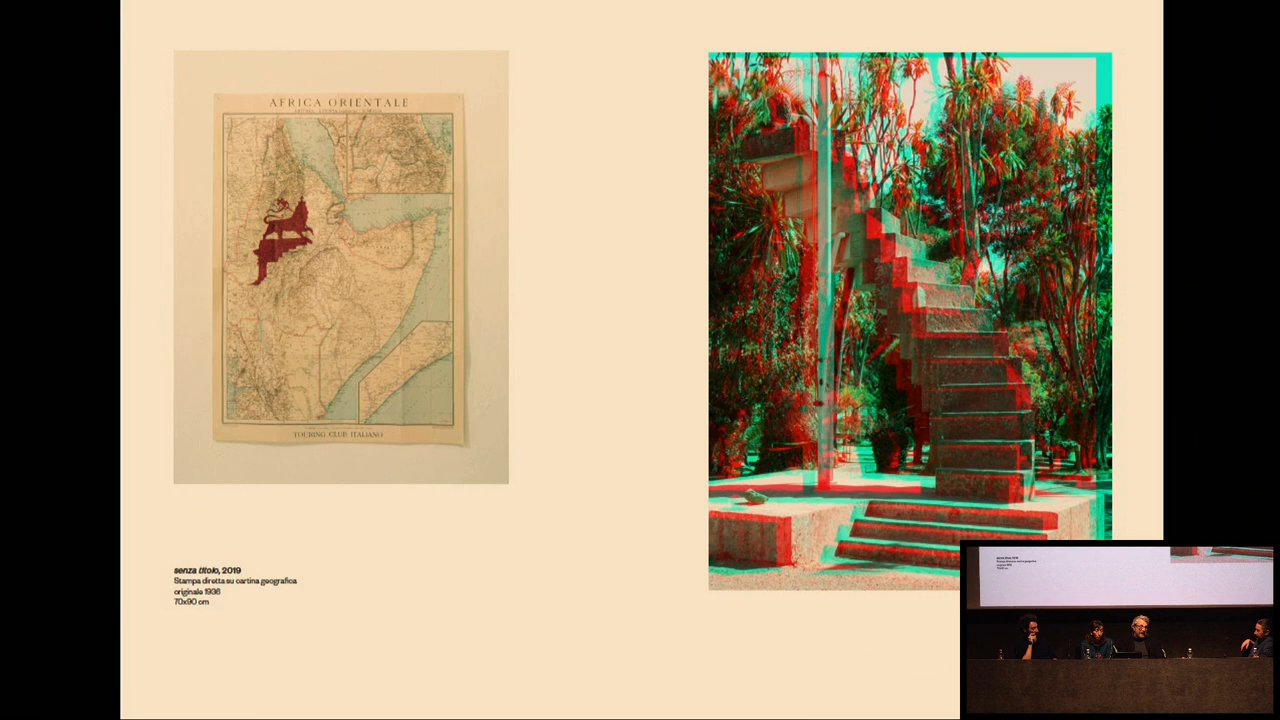 AFRICA ORIENTALE
TOURING CLUB ITALIANO
senza titolo, 2019
Stampa diretta su cartina geografica
originale 1936
70x90 cm